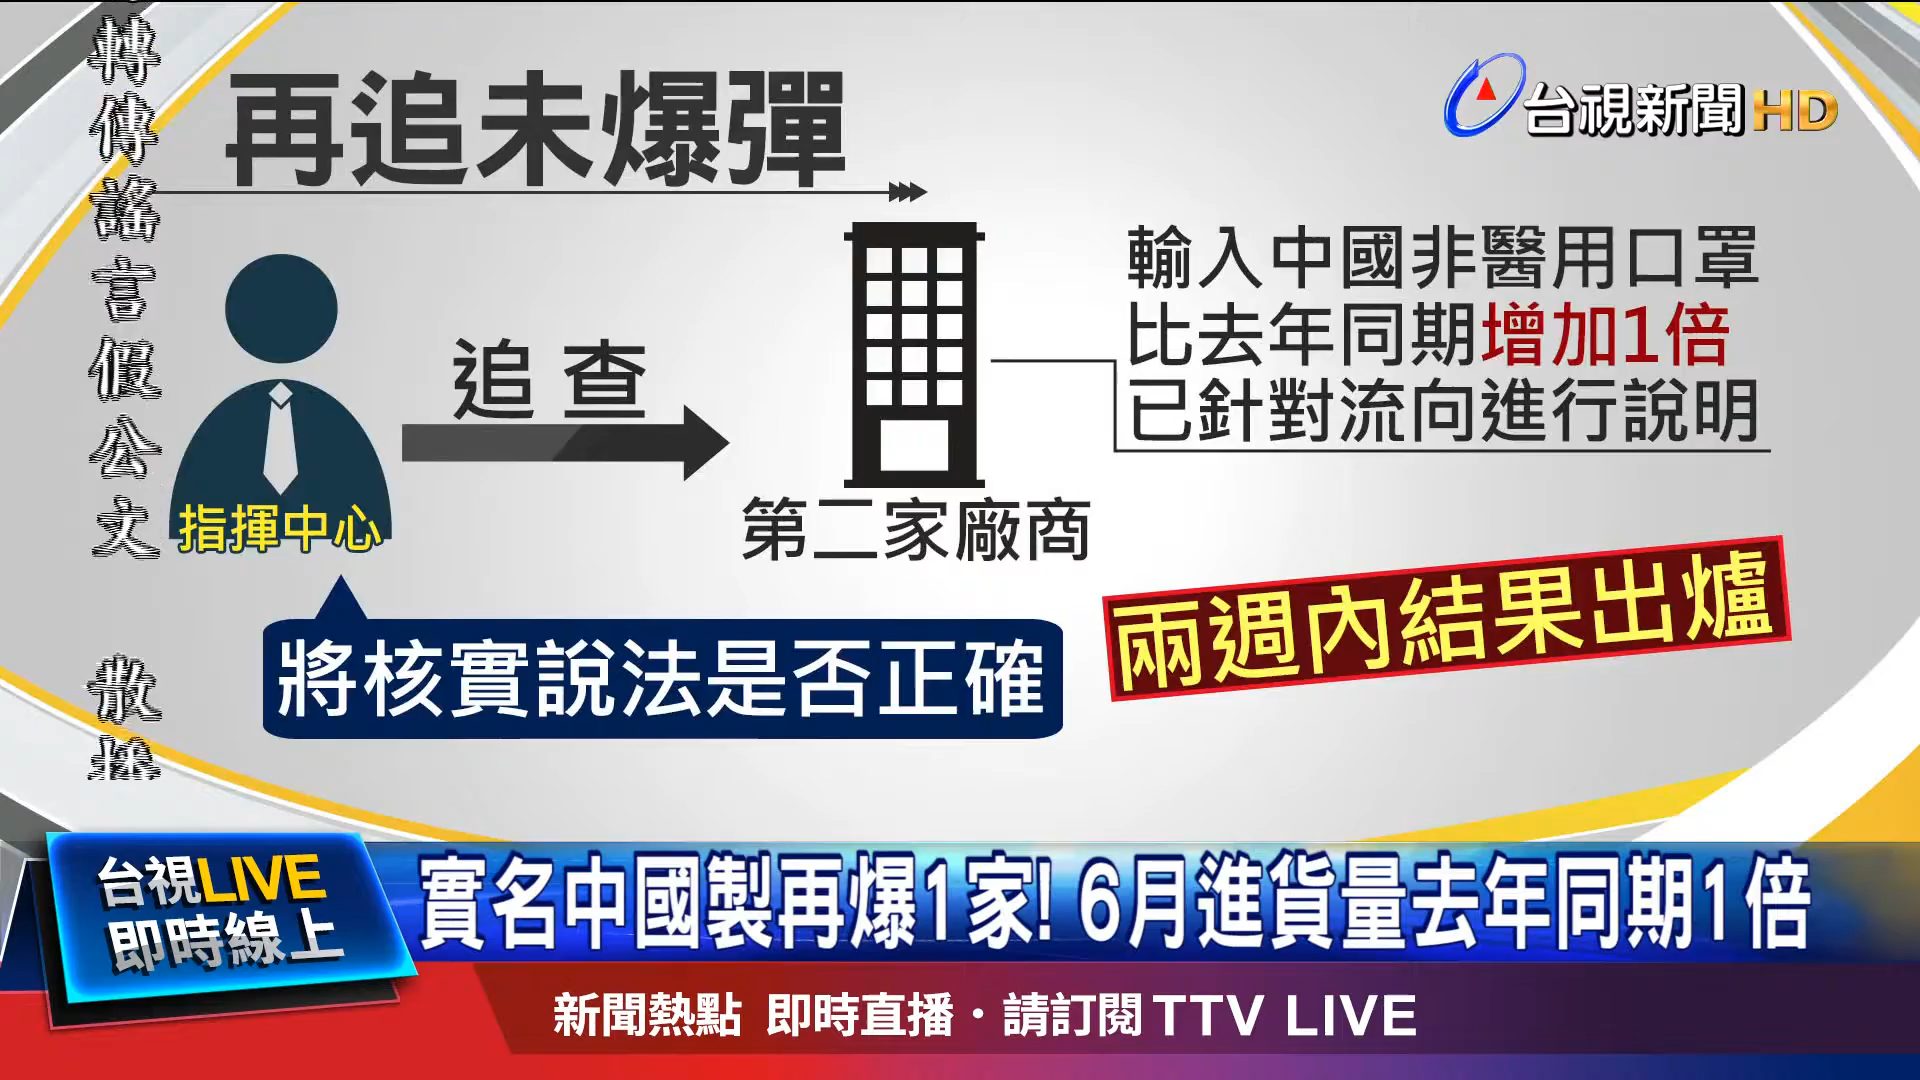 轉傳謠言假公文 散
再追未爆彈
台視新聞HD
輸入中國非醫用口罩
比去年同期增加1倍
已針對流向進行說明
追查
指揮中心
第二家廠商
將核實說法是否正確
兩週內結果出爐
台視LIVE
即時線上
實名中國製再爆1家! 6月進貨量去年同期1倍
新聞熱點 即時直播·請訂閱TTV LIVE